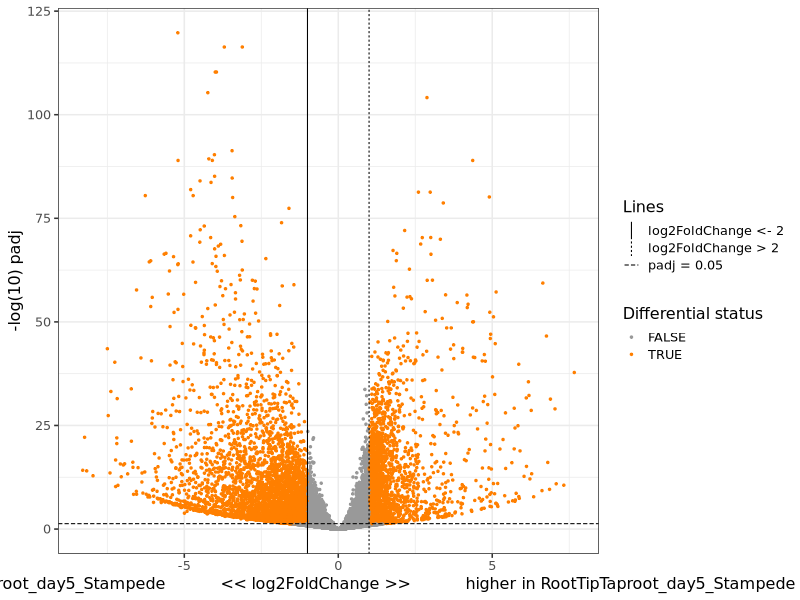 125
100
75
50
25
0
-log(10) padj
-5
0
5
root_day5_Stampede
<< log2FoldChange >>
higher in RootTipTaproot_day5_Stampede
Lines
log2FoldChange <- 2
log2FoldChange > 2
padj = 0.05
Differential status
FALSE
TRUE